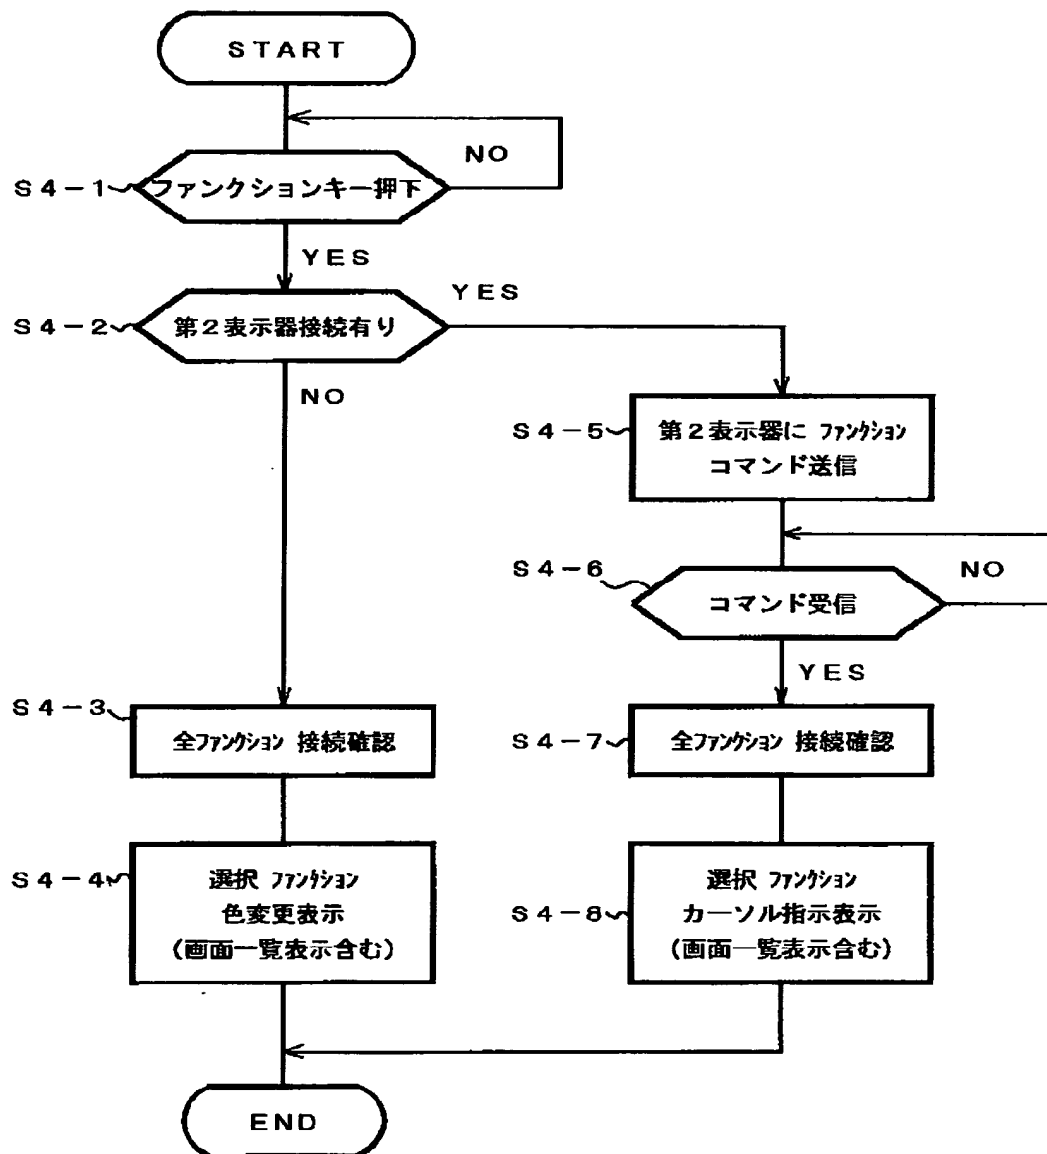 START
NO
S4-1
ファンクションキー押下
YES
YES
S4-2
第2表示器接続有り
NO
S4-5
第2表示器に ファンクション
コマンド送信
S4-6
NO
コマンド受信
YES
S4-3
全ファンクション 接続確認
S4-7
全ファンクション 接続確認
S4-4
選択 ファンクション
色変更表示
(画面一覧表示含む)
S4-8
選択 ファンクション
カーソル指示表示
(画面一覧表示含む)
END